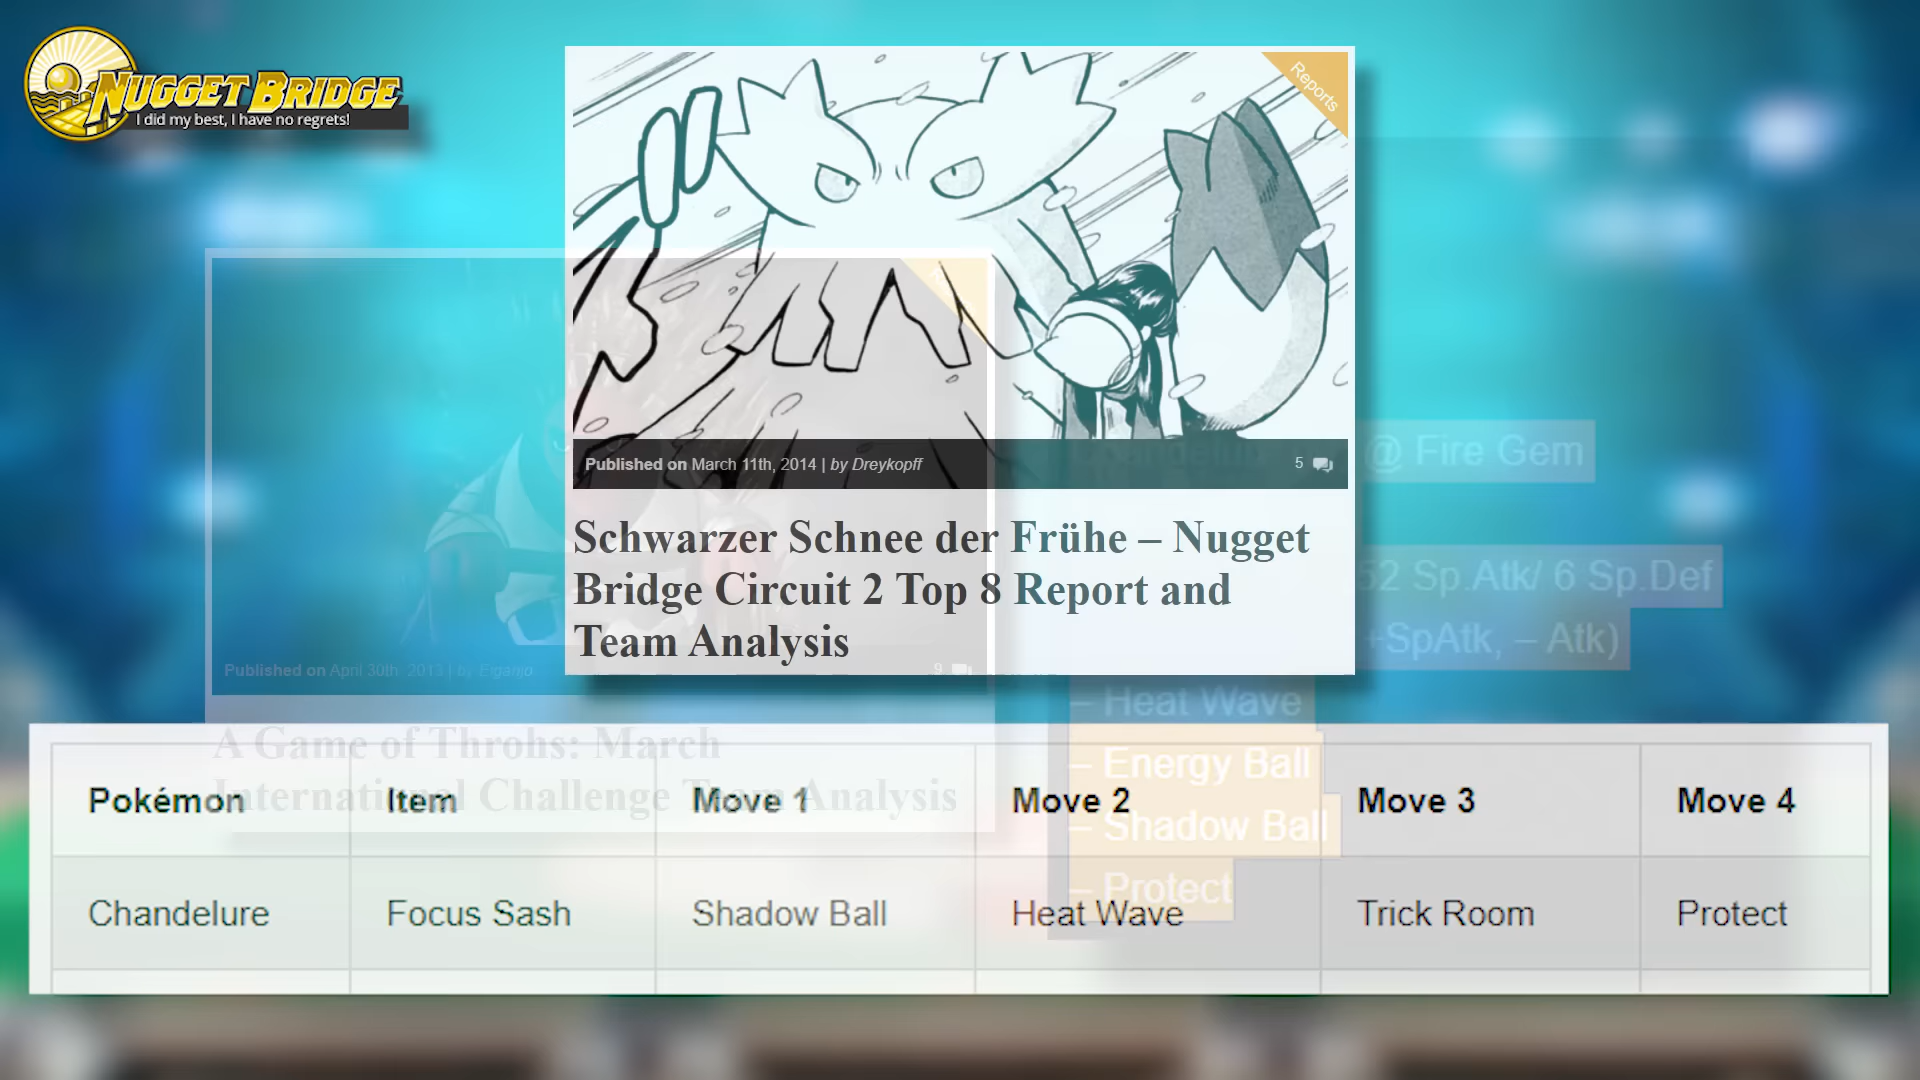 NUGGET BRIDGE
I did my best, I have no regrets!
Reports
Published on March 11th, 2014 | by Dreykopff
5
Schwarzer Schnee der Frühe – Nugget
Bridge Circuit 2 Top 8 Report and
Team Analysis
@ Fire Gem
52 Sp.Atk/ 6 Sp.Def
+SpAtk, – Atk)
– Heat Wave
– Energy Ball
– Shadow Ball
– Protect
Published on April 30th, 2013 | by
9
A Game of Throhs: March
International Challenge Team Analysis
Pokémon Item Move 1 Move 2 Move 3 Move 4
Chandelure Focus Sash Shadow Ball Heat Wave Trick Room Protect